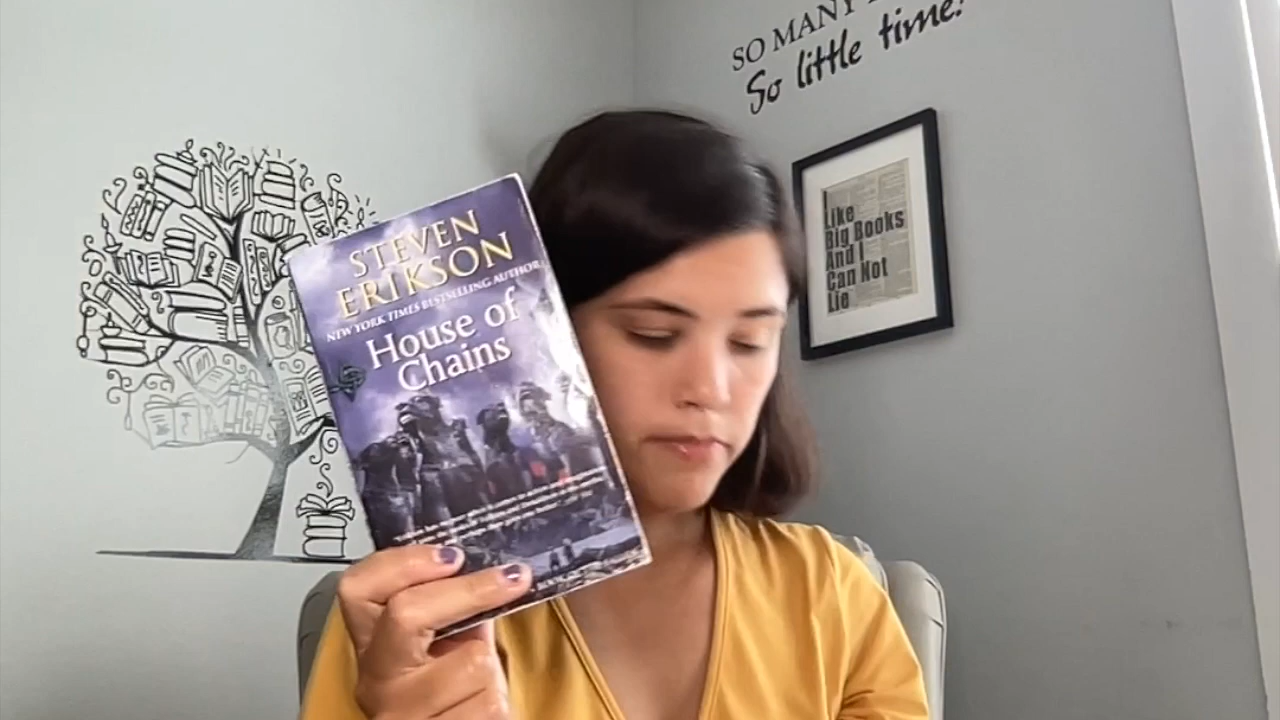 SO MANY
So little time!
STEVEN
ERIKSON
NEW YORK TIMES BESTSELLING AUTHOR
House of
Chains
I Like
Big Books
And I
Can Not
Lie